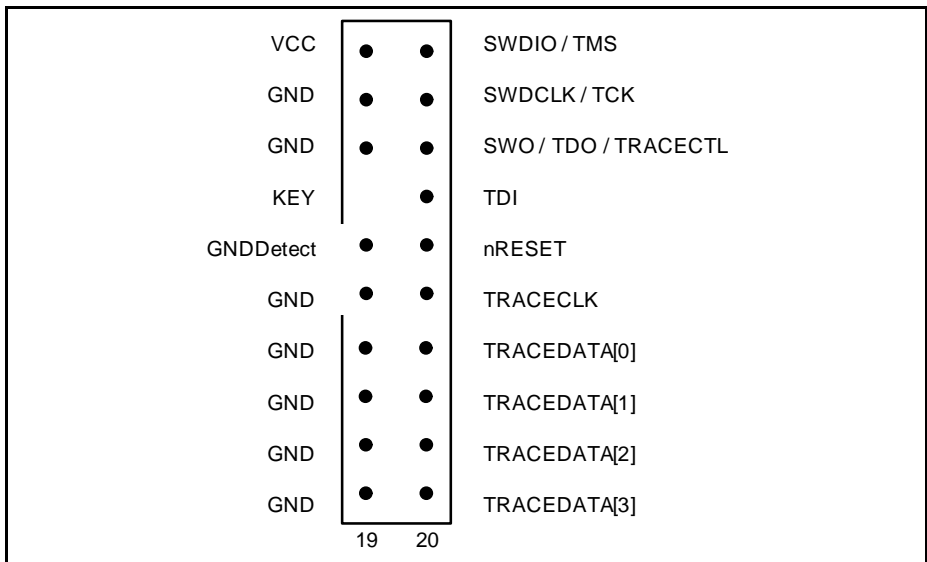 VCC SWDIO / TMS
GND SWDCLK / TCK
GND SWO / TDO / TRACECTL
KEY TDI
GNDDetect nRESET
GND TRACECLK
GND TRACEDATA[0]
GND TRACEDATA[1]
GND TRACEDATA[2]
GND TRACEDATA[3]
19 20